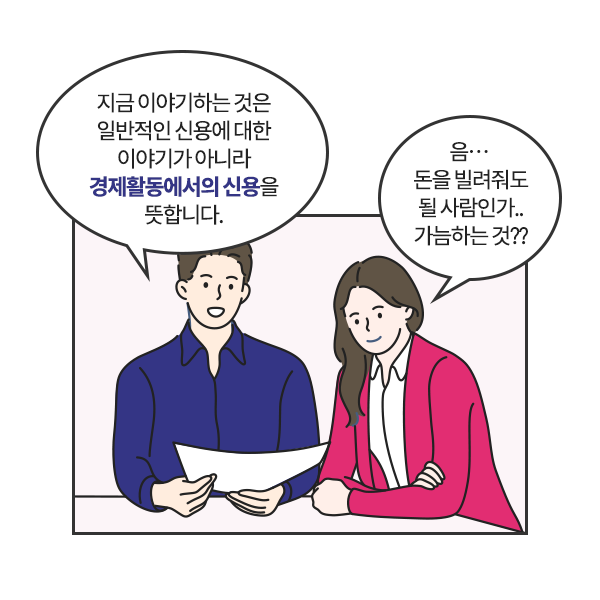 지금 이야기하는 것은
일반적인 신용에 대한
이야기가 아니라
경제활동에서의 신용을
뜻합니다.
음…
돈을 빌려줘도
될 사람인가..
가늠하는 것??